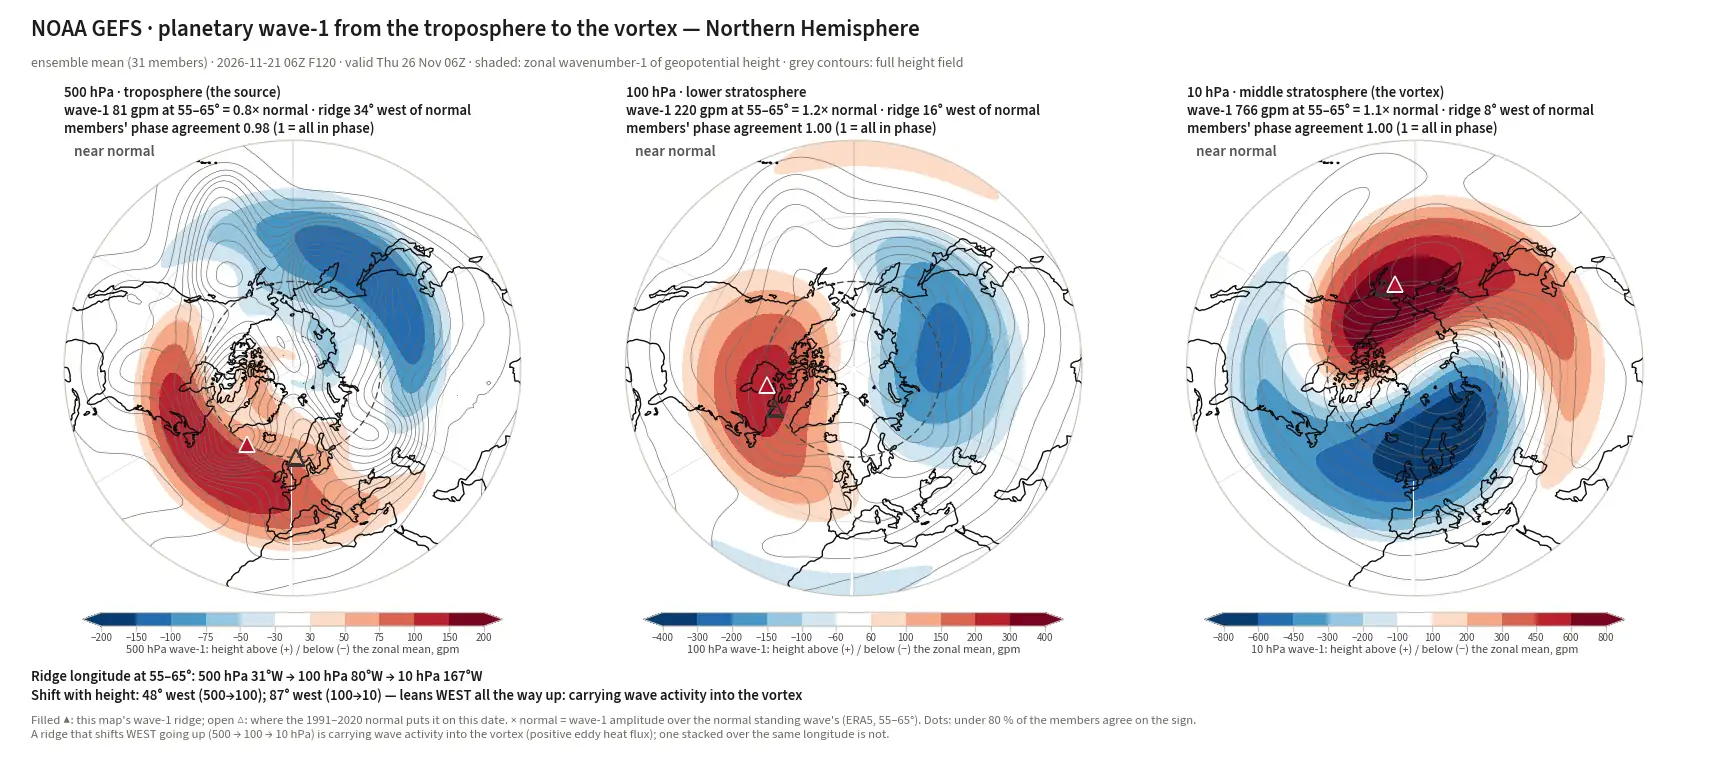 NOAA GEFS · planetary wave-1 from the troposphere to the vortex — Northern Hemisphere
ensemble mean (31 members) · 2026-11-21 06Z F120 · valid Thu 26 Nov 06Z · shaded: zonal wavenumber-1 of geopotential height · grey contours: full height field
500 hPa · troposphere (the source)
wave-1 81 gpm at 55–65° = 0.8× normal · ridge 34° west of normal
members' phase agreement 0.98 (1 = all in phase)
near normal
100 hPa · lower stratosphere
wave-1 220 gpm at 55–65° = 1.2× normal · ridge 16° west of normal
members' phase agreement 1.00 (1 = all in phase)
near normal
10 hPa · middle stratosphere (the vortex)
wave-1 766 gpm at 55–65° = 1.1× normal · ridge 8° west of normal
members' phase agreement 1.00 (1 = all in phase)
near normal
−200 −150 −100 −75 −50 −30 30 50 75 100 150 200
500 hPa wave-1: height above (+) / below (−) the zonal mean, gpm
−400 −300 −200 −150 −100 −60 60 100 150 200 300 400
100 hPa wave-1: height above (+) / below (−) the zonal mean, gpm
−800 −600 −450 −300 −200 −100 100 200 300 450 600 800
10 hPa wave-1: height above (+) / below (−) the zonal mean, gpm
Ridge longitude at 55–65°: 500 hPa 31°W → 100 hPa 80°W → 10 hPa 167°W
Shift with height: 48° west (500→100); 87° west (100→10) — leans WEST all the way up: carrying wave activity into the vortex
Filled ▲: this map's wave-1 ridge; open △: where the 1991–2020 normal puts it on this date. × normal = wave-1 amplitude over the normal standing wave's (ERA5, 55–65°). Dots: under 80 % of the members agree on the sign.
A ridge that shifts WEST going up (500 → 100 → 10 hPa) is carrying wave activity into the vortex (positive eddy heat flux); one stacked over the same longitude is not.